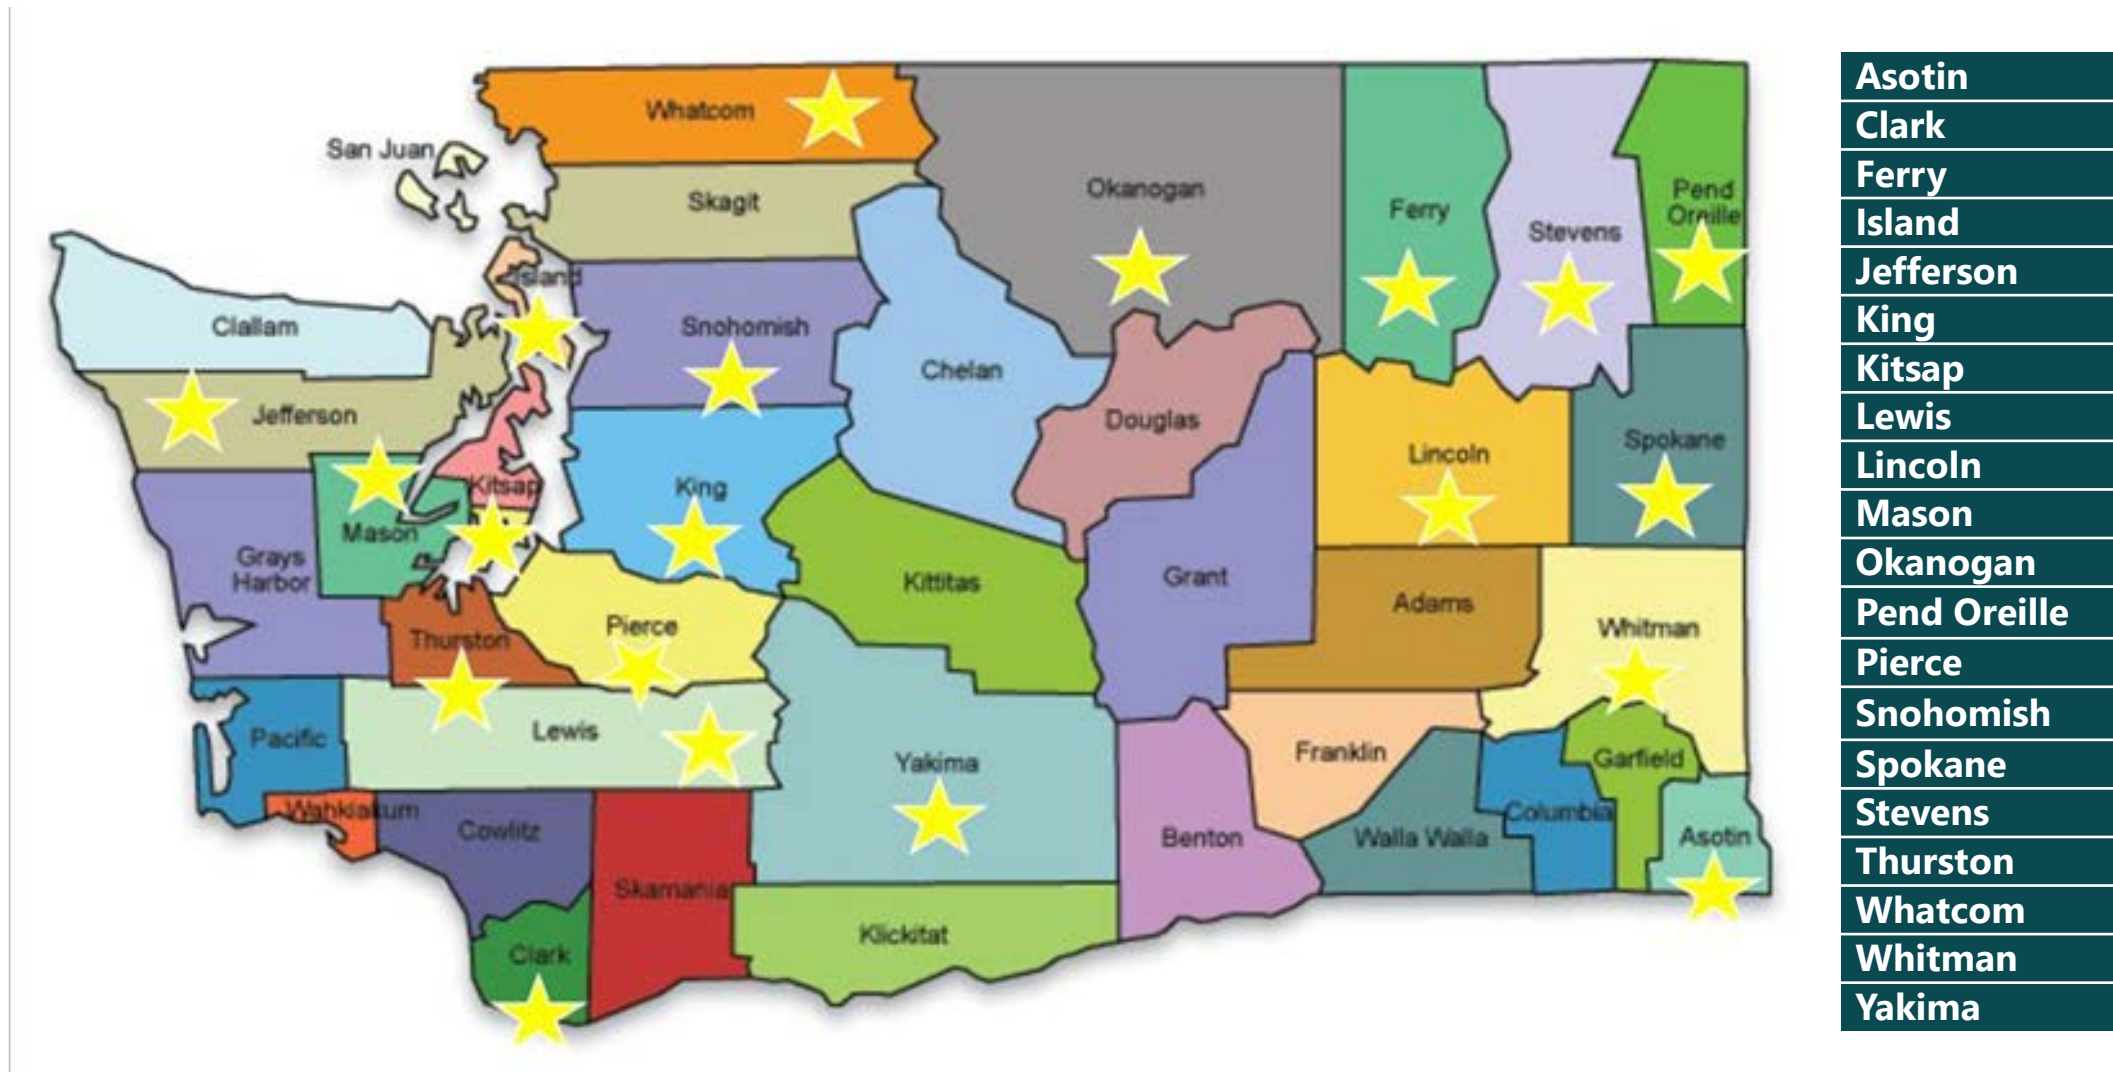 Whatcom
San Juan
Skagit
Okanogan
Ferry
Stevens
Pend
Oreille
Island
Clallam
Snohomish
Chelan
Jefferson
Douglas
Lincoln
Spokane
Kitsap
King
Mason
Grays
Harbor
Kittitas
Grant
Adams
Thurston
Pierce
Whitman
Pacific
Lewis
Yakima
Franklin
Garfield
Wahkiakum
Cowlitz
Benton
Walla Walla
Columbia
Asotin
Skamania
Clark
Klickitat
Asotin
Clark
Ferry
Island
Jefferson
King
Kitsap
Lewis
Lincoln
Mason
Okanogan
Pend Oreille
Pierce
Snohomish
Spokane
Stevens
Thurston
Whatcom
Whitman
Yakima